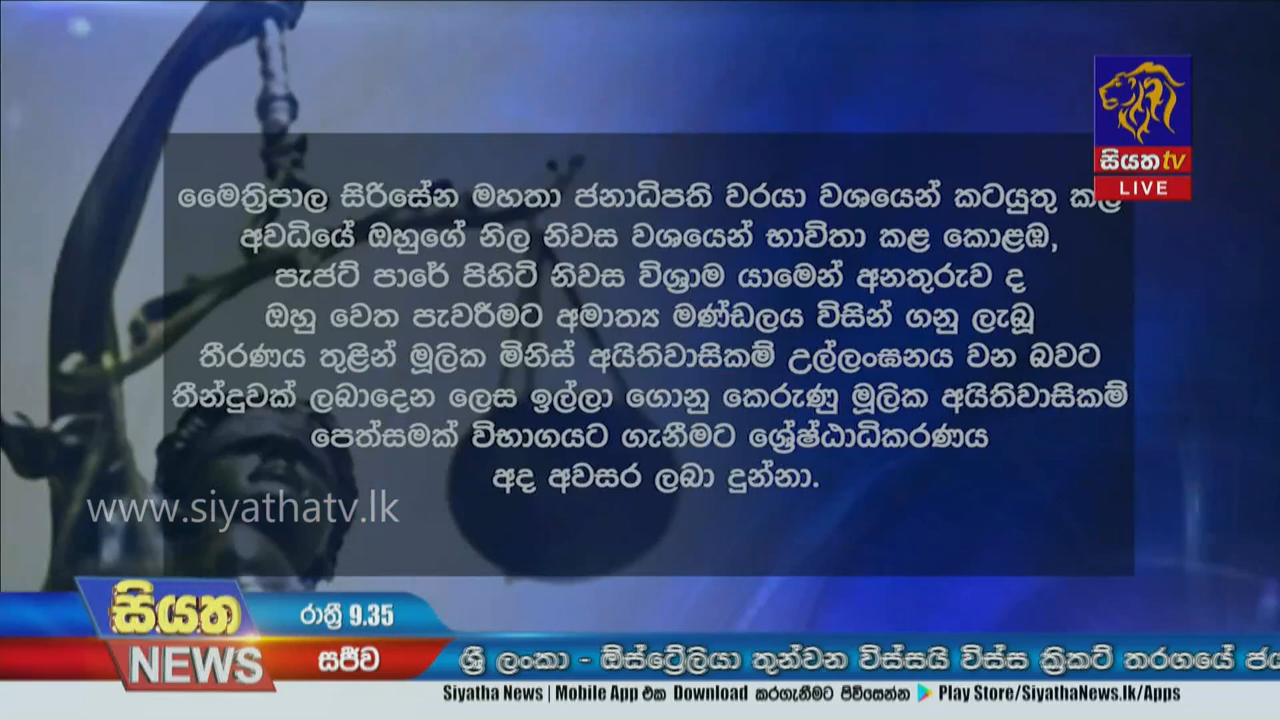 සියත tv
LIVE
මෛත්‍රිපාල සිරිසේන මහතා ජනාධිපති වරයා වශයෙන් කටයුතු කළ
අවධියේ ඔහුගේ නිල නිවස වශයෙන් භාවිතා කළ කොළඹ,
පැජට් පාරේ පිහිටි නිවස විශ්‍රාම යාමෙන් අනතුරුව ද
ඔහු වෙත පැවරීමට අමාත්‍ය මණ්ඩලය විසින් ගනු ලැබූ
තීරණය තුළින් මූලික මිනිස් අයිතිවාසිකම් උල්ලංඝනය වන බවට
තීන්දුවක් ලබාදෙන ලෙස ඉල්ලා ගොනු කෙරුණු මූලික අයිතිවාසිකම්
පෙත්සමක් විභාගයට ගැනීමට ශ්‍රේෂ්ඨාධිකරණය
අද අවසර ලබා දුන්නා.
www.siyathatv.lk
සියත NEWS
රාත්‍රී 9.35
සජීව
ශ්‍රී ලංකා - ඕස්ට්‍රේලියා තුන්වන විස්සයි විස්ස ක්‍රිකට් තරගයේ
Siyatha News | Mobile App එක Download කරගැනීමට පිවිසෙන්න Play Store/SiyathaNews.lk/Apps